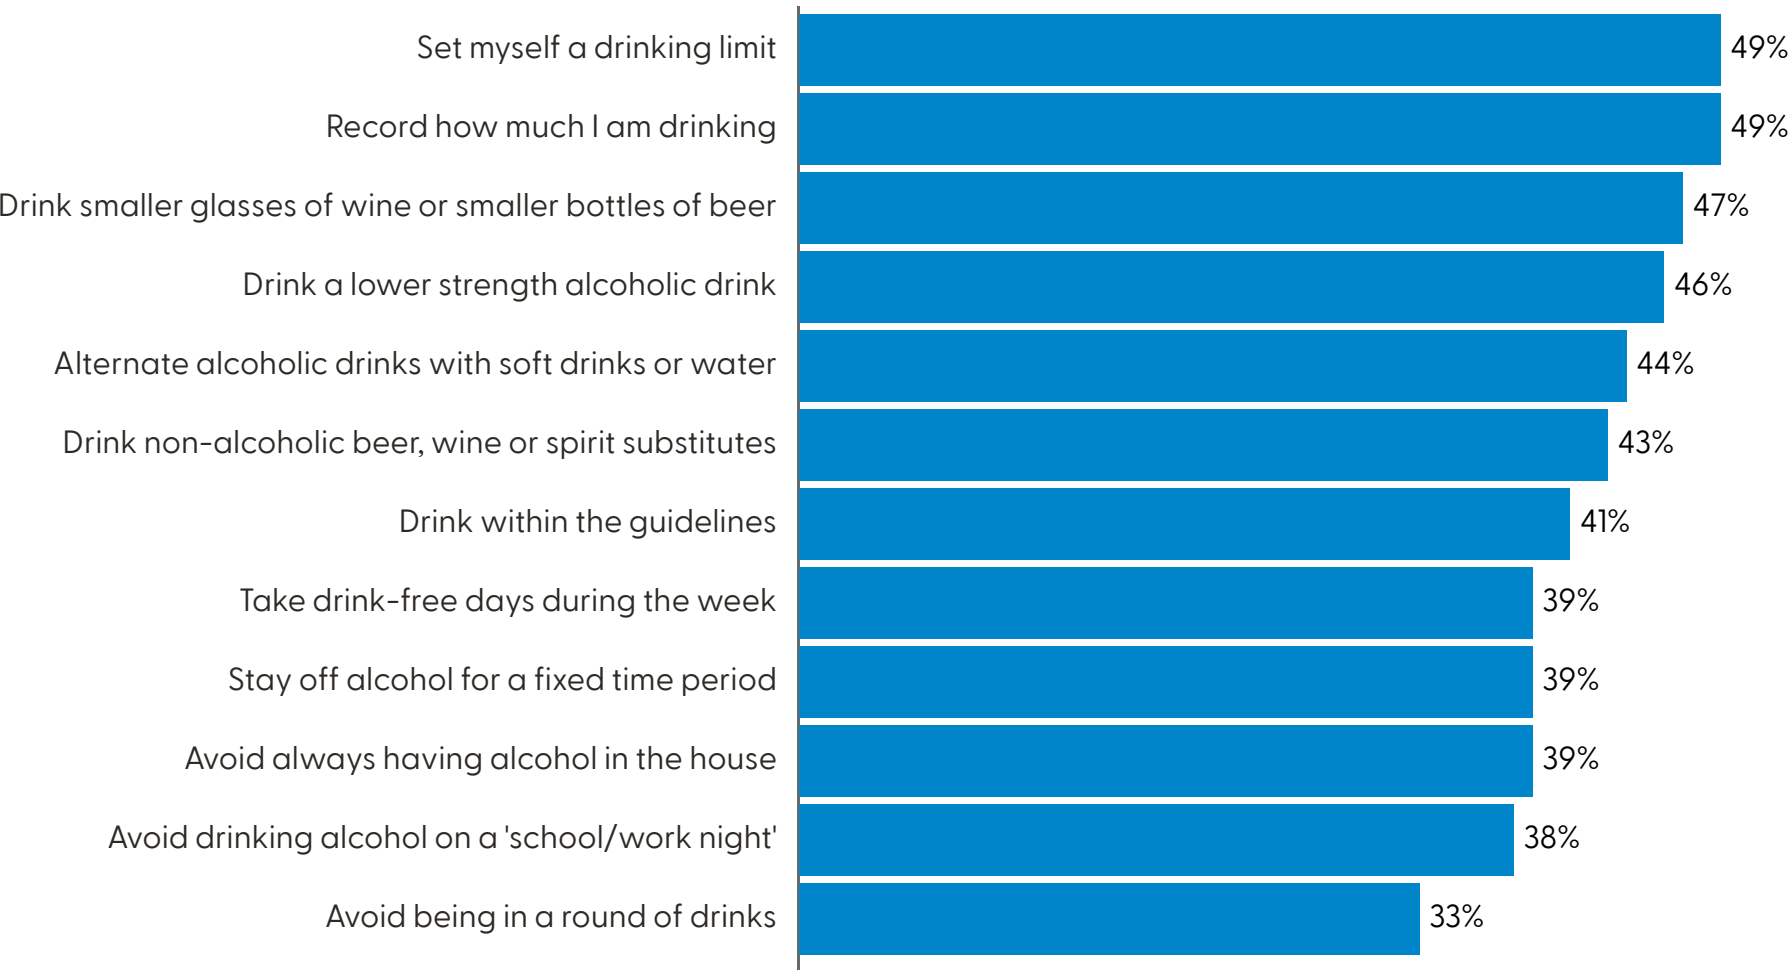 Set myself a drinking limit 49%
Record how much I am drinking 49%
Drink smaller glasses of wine or smaller bottles of beer 47%
Drink a lower strength alcoholic drink 46%
Alternate alcoholic drinks with soft drinks or water 44%
Drink non-alcoholic beer, wine or spirit substitutes 43%
Drink within the guidelines 41%
Take drink-free days during the week 39%
Stay off alcohol for a fixed time period 39%
Avoid always having alcohol in the house 39%
Avoid drinking alcohol on a 'school/work night' 38%
Avoid being in a round of drinks 33%